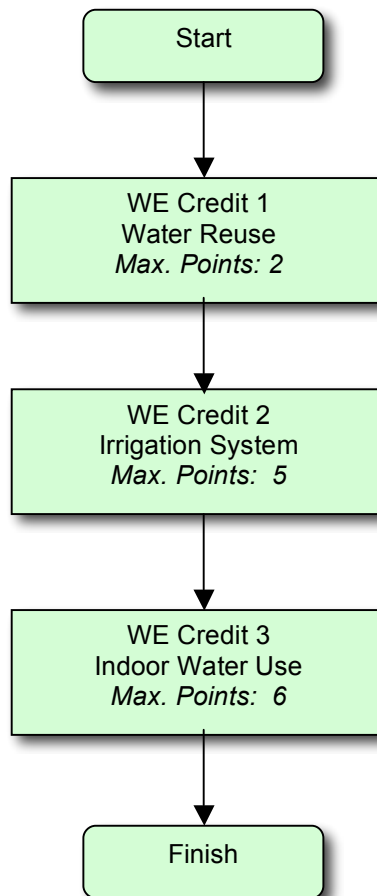 Start
WE Credit 1
Water Reuse
Max. Points: 2
WE Credit 2
Irrigation System
Max. Points:  5
WE Credit 3
Indoor Water Use
Max. Points:  6
Finish